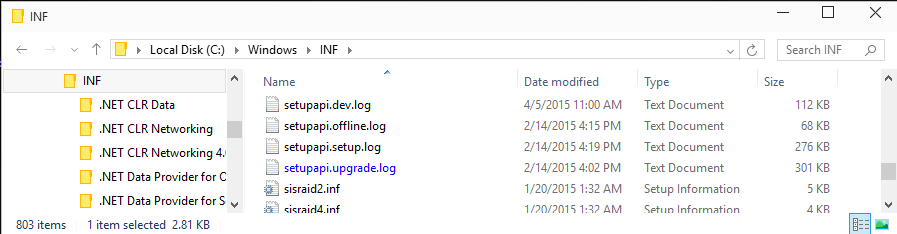 INF
Local Disk (C:) Windows INF Search INF
INF
.NET CLR Data
.NET CLR Networking
.NET CLR Networking 4.
.NET Data Provider for
.NET Data Provider for S
Name Date modified Type Size
setupapi.dev.log 4/5/2015 11:00 AM Text Document 112 KB
setupapi.offline.log 2/14/2015 4:15 PM Text Document 68 KB
setupapi.setup.log 2/14/2015 4:19 PM Text Document 276 KB
setupapi.upgrade.log 2/14/2015 4:02 PM Text Document 301 KB
sisraid2.inf 1/20/2015 1:32 AM Setup Information 5 KB
sisraid4.inf 1/20/2015 1:32 AM Setup Information 4 KB
803 items 1 item selected 2.81 KB